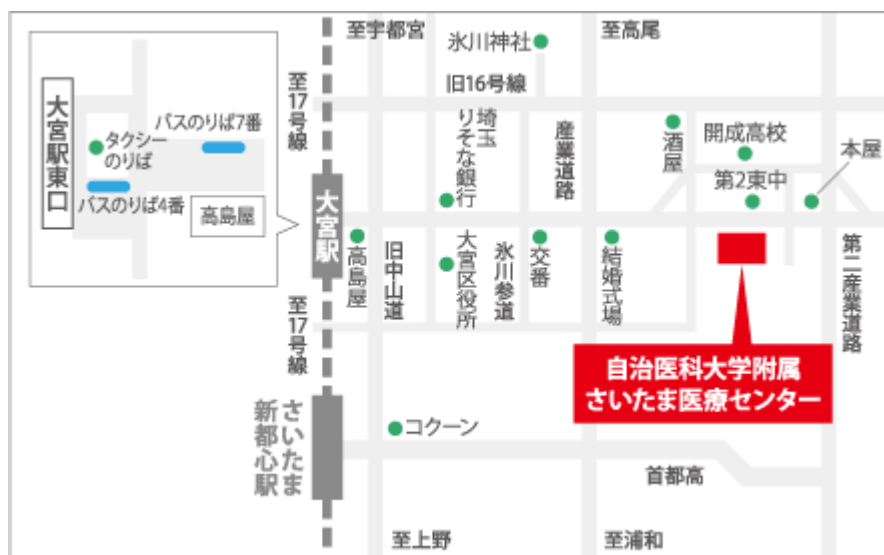 至宇都宮
氷川神社
至高尾
旧16号線
至17号線
大宮駅東口
タクシー
のりば
バスのりば7番
バスのりば4番
高島屋
埼玉
りそな銀行
産業道路
酒屋
開成高校
第2東中
本屋
大宮駅
高島屋
旧中山道
大宮区役所
氷川参道
交番
結婚式場
第二産業道路
至17号線
自治医科大学附属
さいたま医療センター
さいたま
新都心駅
コクーン
首都高
至上野
至浦和